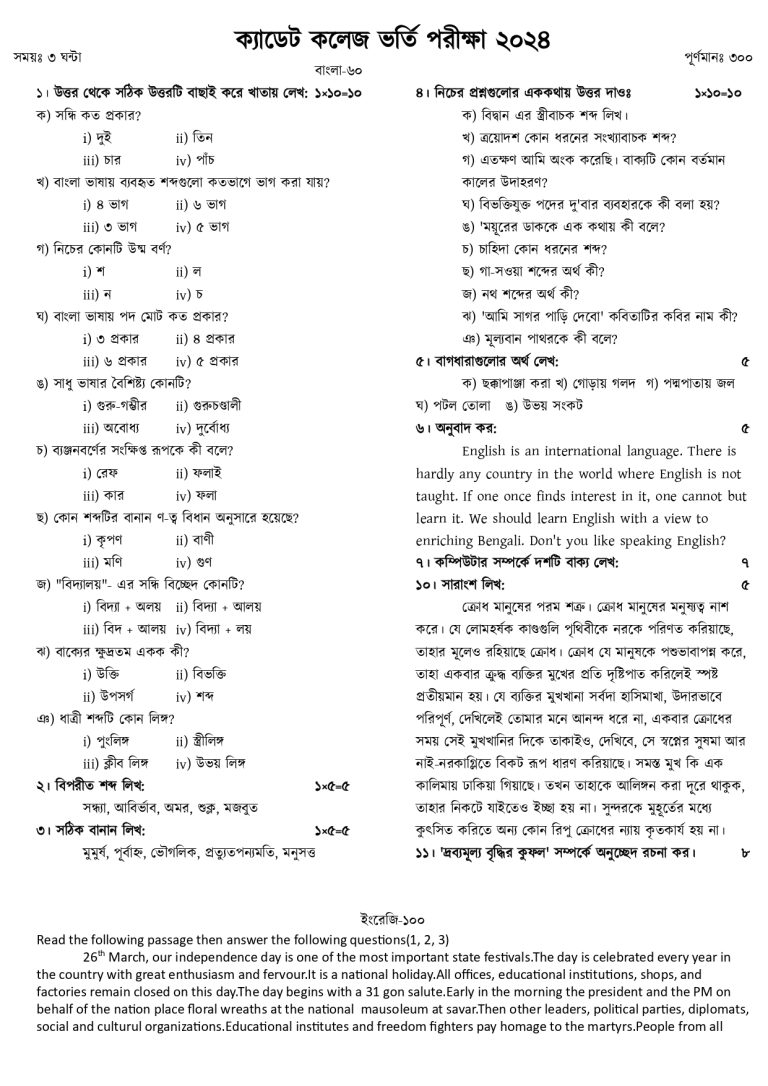 ক্যাডেট কলেজ ভর্তি পরীক্ষা ২০২৪
সময়ঃ ৩ ঘন্টা
পূর্ণমানঃ ৩০০
বাংলা-৬০
১। উত্তর থেকে সঠিক উত্তরটি বাছাই করে খাতায় লেখ: ১×১০=১০
ক) সন্ধি কত প্রকার?
i) দুই ii) তিন
iii) চার iv) পাঁচ
খ) বাংলা ভাষায় ব্যবহৃত শব্দগুলো কতভাগে ভাগ করা যায়?
i) ৪ ভাগ ii) ৬ ভাগ
iii) ৩ ভাগ iv) ৫ ভাগ
গ) নিচের কোনটি উষ্ম বর্ণ?
i) শ ii) ল
iii) ন iv) চ
ঘ) বাংলা ভাষায় পদ মোট কত প্রকার?
i) ৩ প্রকার ii) ৪ প্রকার
iii) ৬ প্রকার iv) ৫ প্রকার
ঙ) সাধু ভাষার বৈশিষ্ট্য কোনটি?
i) গুরু-গম্ভীর ii) গুরুচণ্ডালী
iii) অবোধ্য iv) দুর্বোধ্য
চ) ব্যঞ্জনবর্ণের সংক্ষিপ্ত রূপকে কী বলে?
i) রেফ ii) ফলাই
iii) কার iv) ফলা
ছ) কোন শব্দটির বানান ণ-ত্ব বিধান অনুসারে হয়েছে?
i) কৃপণ ii) বাণী
iii) মণি iv) গুণ
জ) "বিদ্যালয়"- এর সন্ধি বিচ্ছেদ কোনটি?
i) বিদ্যা + অলয় ii) বিদ্যা + আলয়
iii) বিদ + আলয় iv) বিদ্যা + লয়
ঝ) বাক্যের ক্ষুদ্রতম একক কী?
i) উক্তি ii) বিভক্তি
ii) উপসর্গ iv) শব্দ
ঞ) ধাত্রী শব্দটি কোন লিঙ্গ?
i) পুংলিঙ্গ ii) স্ত্রীলিঙ্গ
iii) ক্লীব লিঙ্গ iv) উভয় লিঙ্গ
২। বিপরীত শব্দ লিখ: ১×৫=৫
সন্ধ্যা, আবির্ভাব, অমর, শুক্ল, মজবুত
৩। সঠিক বানান লিখ: ১×৫=৫
মুমুর্ষ, পূর্বাহ্ন, ভৌগলিক, প্রত্যুতপন্যমতি, মনুসত্ত
৪। নিচের প্রশ্নগুলোর এককথায় উত্তর দাওঃ ১×১০=১০
ক) বিদ্বান এর স্ত্রীবাচক শব্দ লিখ।
খ) ত্রয়োদশ কোন ধরনের সংখ্যাবাচক শব্দ?
গ) এতক্ষণ আমি অংক করেছি। বাক্যটি কোন বর্তমান
কালের উদাহরণ?
ঘ) বিভক্তিযুক্ত পদের দু'বার ব্যবহারকে কী বলা হয়?
ঙ) 'ময়ূরের ডাককে এক কথায় কী বলে?
চ) চাহিদা কোন ধরনের শব্দ?
ছ) গা-সওয়া শব্দের অর্থ কী?
জ) নথ শব্দের অর্থ কী?
ঝ) 'আমি সাগর পাড়ি দেবো' কবিতাটির কবির নাম কী?
ঞ) মূল্যবান পাথরকে কী বলে?
৫। বাগধারাগুলোর অর্থ লেখ: ৫
ক) ছক্কাপাঞ্জা করা খ) গোড়ায় গলদ গ) পদ্মপাতায় জল
ঘ) পটল তোলা ঙ) উভয় সংকট
৬। অনুবাদ কর: ৫
English is an international language. There is
hardly any country in the world where English is not
taught. If one once finds interest in it, one cannot but
learn it. We should learn English with a view to
enriching Bengali. Don't you like speaking English?
৭। কম্পিউটার সম্পর্কে দশটি বাক্য লেখ: ৭
১০। সারাংশ লিখ: ৫
ক্রোধ মানুষের পরম শত্রু। ক্রোধ মানুষের মনুষ্যত্ব নাশ
করে। যে লোমহর্ষক কাণ্ডগুলি পৃথিবীকে নরকে পরিণত করিয়াছে,
তাহার মূলেও রহিয়াছে ক্রোধ। ক্রোধ যে মানুষকে পশুভাবাপন্ন করে,
তাহা একবার ক্রুদ্ধ ব্যক্তির মুখের প্রতি দৃষ্টিপাত করিলেই স্পষ্ট
প্রতীয়মান হয়। যে ব্যক্তির মুখখানা সর্বদা হাসিমাখা, উদারভাবে
পরিপূর্ণ, দেখিলেই তোমার মনে আনন্দ ধরে না, একবার ক্রোধের
সময় সেই মুখখানির দিকে তাকাইও, দেখিবে, সে স্বপ্নের সুষমা আর
নাই-নরকাগ্নিতে বিকট রূপ ধারণ করিয়াছে। সমস্ত মুখ কি এক
কালিমায় ঢাকিয়া গিয়াছে। তখন তাহাকে আলিঙ্গন করা দূরে থাকুক,
তাহার নিকটে যাইতেও ইচ্ছা হয় না। সুন্দরকে মুহূর্তের মধ্যে
কুৎসিত করিতে অন্য কোন রিপু ক্রোধের ন্যায় কৃতকার্য হয় না।
১১। 'দ্রব্যমূল্য বৃদ্ধির কুফল' সম্পর্কে অনুচ্ছেদ রচনা কর। ৮
ইংরেজি-১০০
Read the following passage then answer the following questions(1, 2, 3)
26th March, our independence day is one of the most important state festivals.The day is celebrated every year in
the country with great enthusiasm and fervour.It is a national holiday.All offices, educational institutions, shops, and
factories remain closed on this day.The day begins with a 31 gon salute.Early in the morning the president and the PM on
behalf of the nation place floral wreaths at the national mausoleum at savar.Then other leaders, political parties, diplomats,
social and culturul organizations.Educational institutes and freedom fighters pay homage to the martyrs.People from all